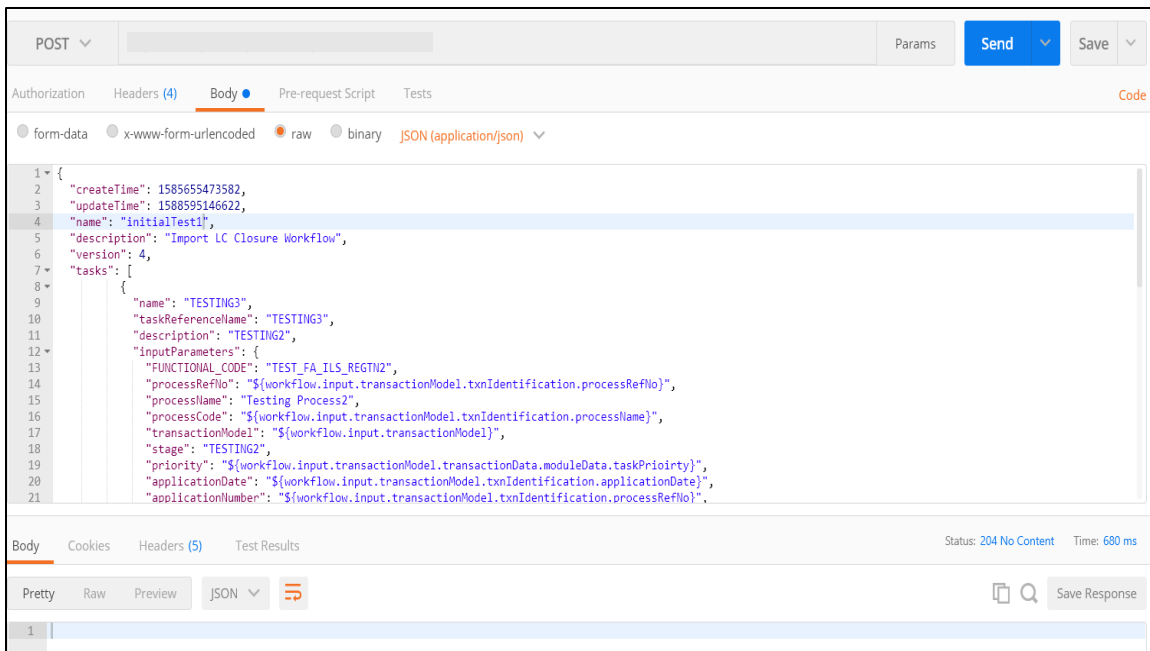 POST Params Send Save
Authorization Headers (4) Body Pre-request Script Tests Code
form-data x-www-form-urlencoded raw binary JSON (application/json)
1 {
2 "createTime": 1585655473582,
3 "updateTime": 1588595146622,
4 "name": "initialTest1",
5 "description": "Import LC Closure Workflow",
6 "version": 4,
7 "tasks": [
8 {
9 "name": "TESTING3",
10 "taskReferenceName": "TESTING3",
11 "description": "TESTING2",
12 "inputParameters": {
13 "FUNCTIONAL_CODE": "TEST_FA_ILS_REGTN2",
14 "processRefNo": "${workflow.input.transactionModel.txnIdentification.processRefNo}",
15 "processName": "Testing Process2",
16 "processCode": "${workflow.input.transactionModel.txnIdentification.processName}",
17 "transactionModel": "${workflow.input.transactionModel}",
18 "stage": "TESTING2",
19 "priority": "${workflow.input.transactionModel.transactionData.moduleData.taskPrioirty}",
20 "applicationDate": "${workflow.input.transactionModel.txnIdentification.applicationDate}",
21 "applicationNumber": "${workflow.input.transactionModel.txnIdentification.processRefNo}",
Body Cookies Headers (5) Test Results Status: 204 No Content Time: 680 ms
Pretty Raw Preview JSON Save Response
1